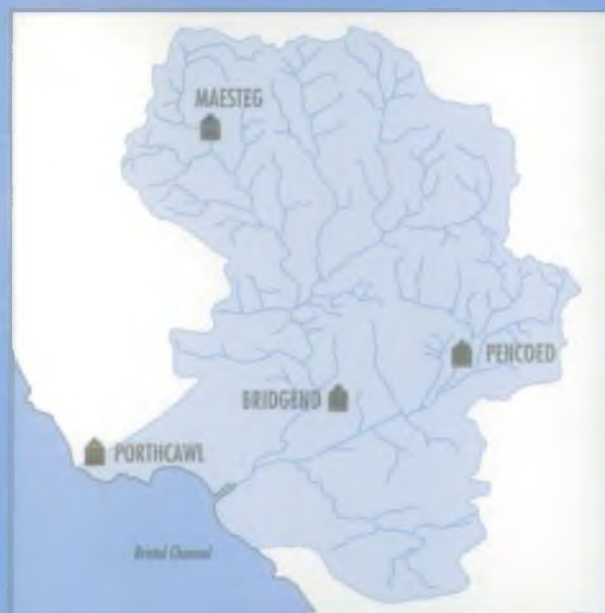 MAESTEG
PENCOED
BRIDGEND
PORTHCAWL
Bristol Channel